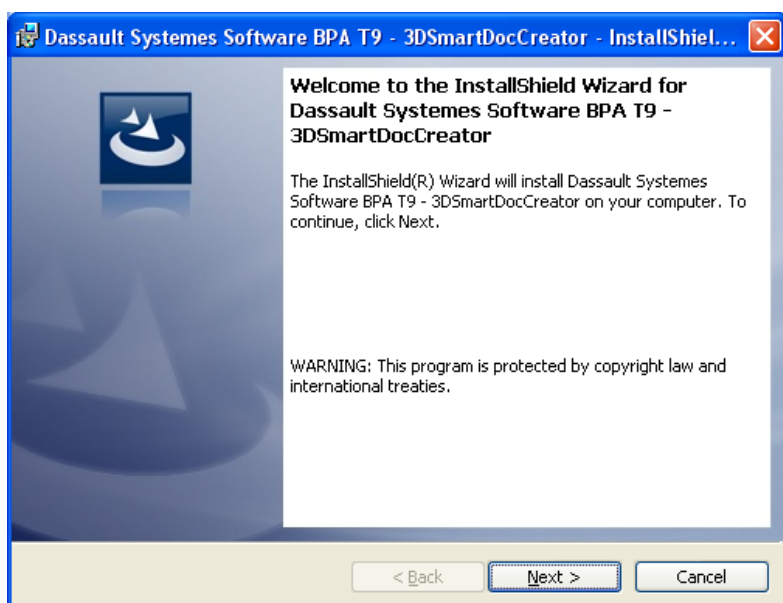 Dassault Systemes Software BPA T9 - 3DSmartDocCreator - InstallShiel...
Welcome to the InstallShield Wizard for
Dassault Systemes Software BPA T9 -
3DSmartDocCreator
The InstallShield(R) Wizard will install Dassault Systemes
Software BPA T9 - 3DSmartDocCreator on your computer. To
continue, click Next.
WARNING: This program is protected by copyright law and
international treaties.
< Back
Next >
Cancel